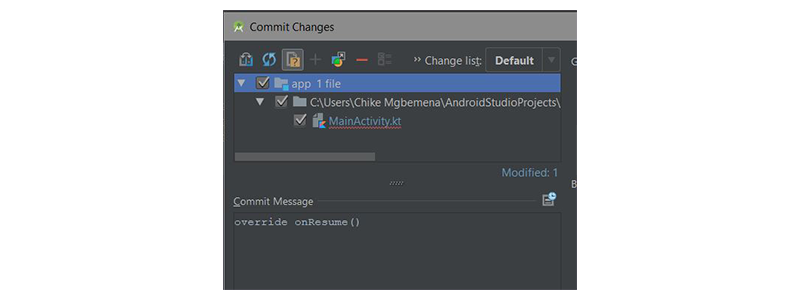 Commit Changes
Change list: Default
G
app 1 file
C:\Users\Chike Mgbemena\AndroidStudioProjects\
MainActivity.kt
Modified: 1
B
Commit Message
override onResume()